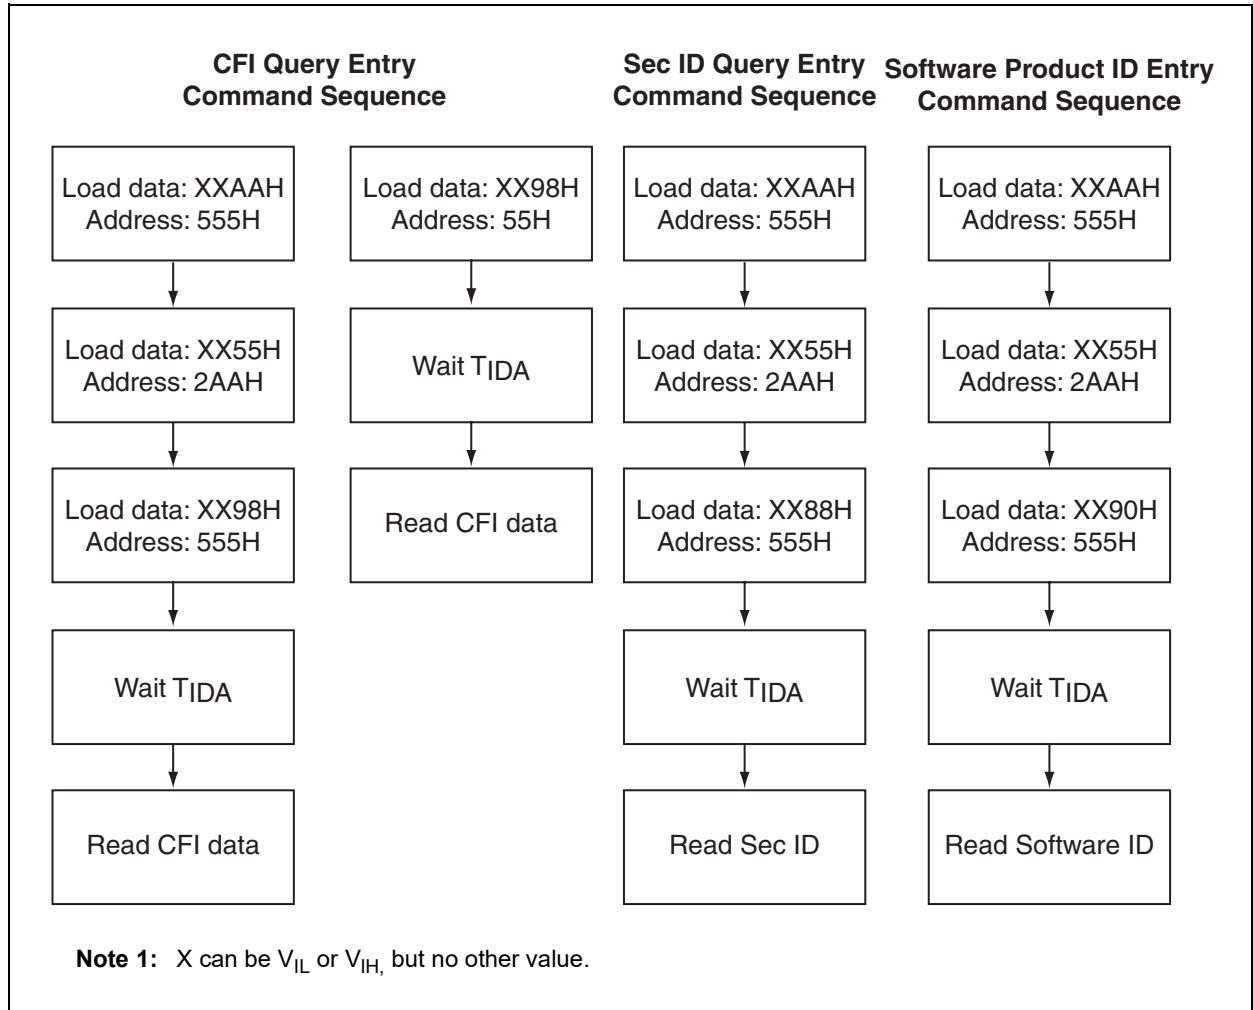 CFI Query Entry
Command Sequence
Load data: XXAAH
Address: 555H
Load data: XX55H
Address: 2AAH
Load data: XX98H
Address: 555H
Wait TIDA
Read CFI data
Load data: XX98H
Address: 55H
Wait TIDA
Read CFI data
Sec ID Query Entry
Command Sequence
Load data: XXAAH
Address: 555H
Load data: XX55H
Address: 2AAH
Load data: XX88H
Address: 555H
Wait TIDA
Read Sec ID
Software Product ID Entry
Command Sequence
Load data: XXAAH
Address: 555H
Load data: XX55H
Address: 2AAH
Load data: XX90H
Address: 555H
Wait TIDA
Read Software ID
Note 1: X can be VIL or VIH, but no other value.